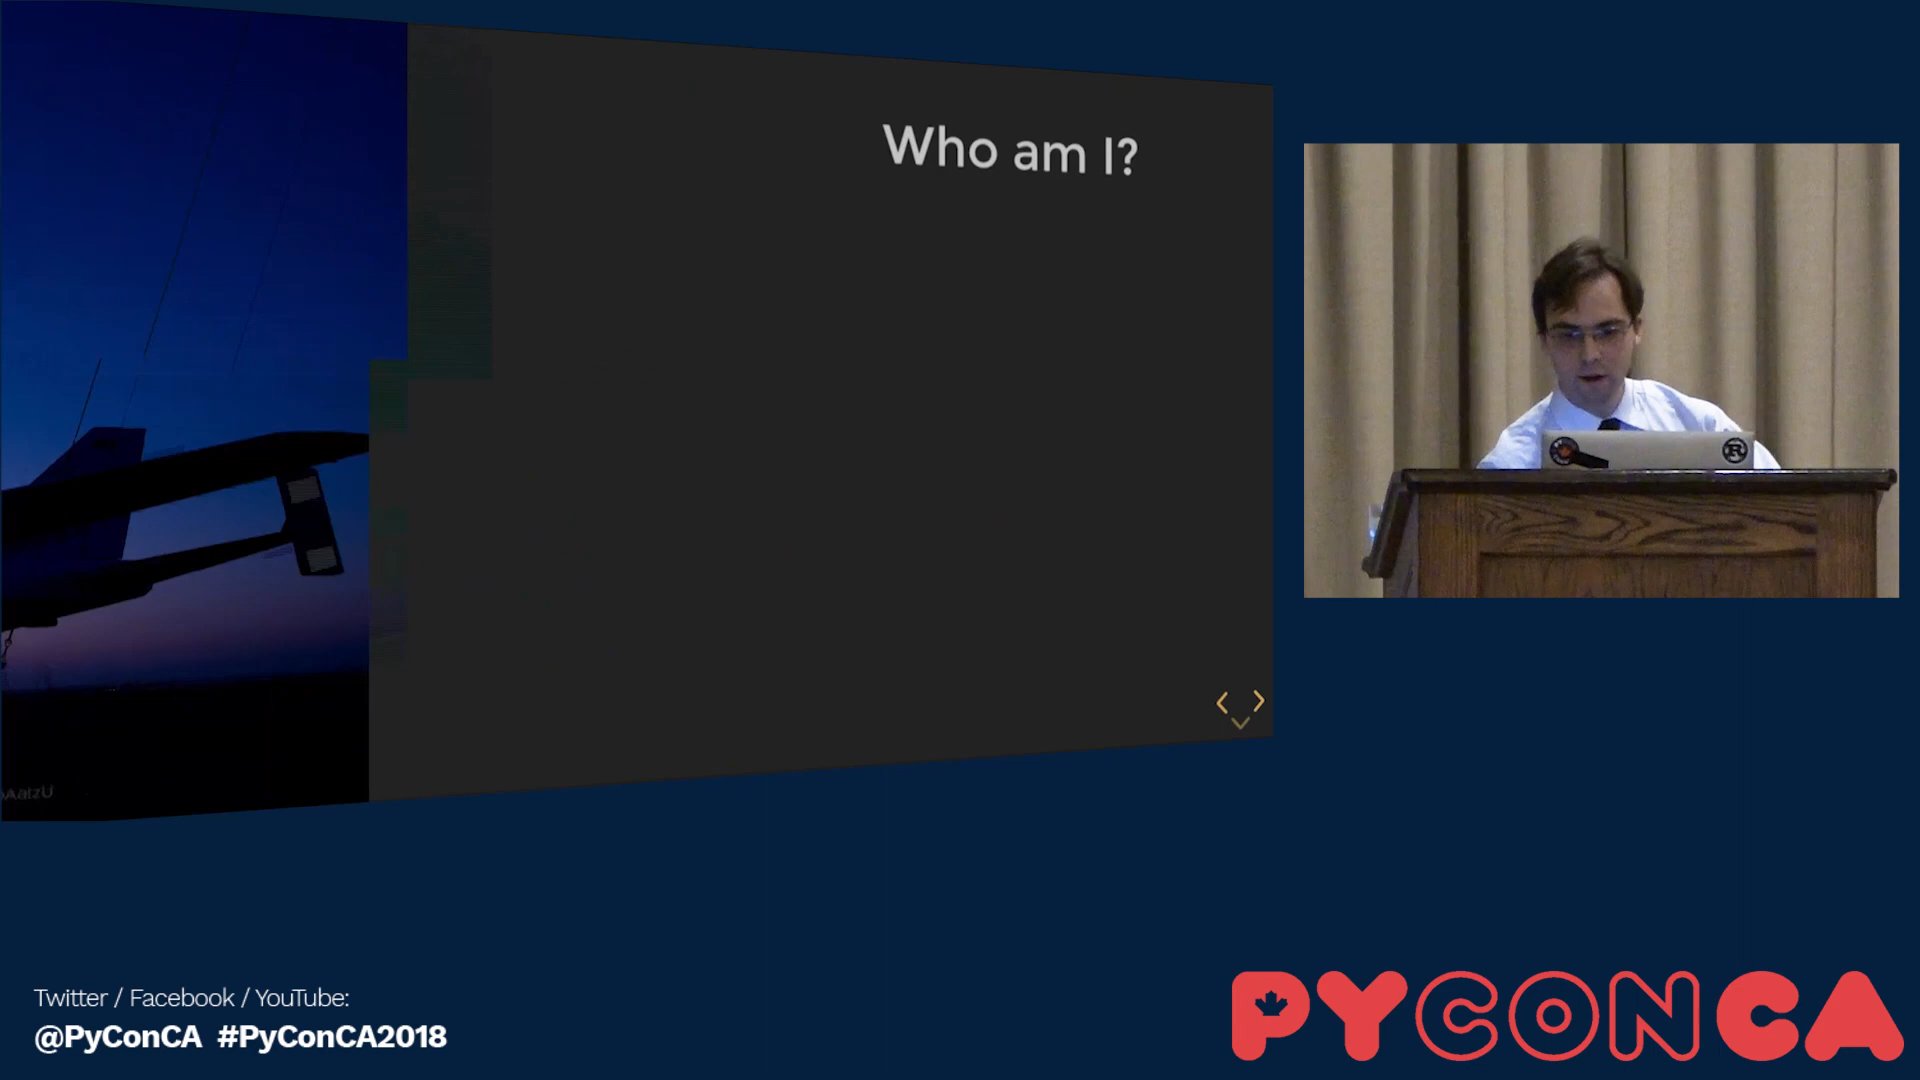 Who am I?
Twitter / Facebook / YouTube:
@PyConCA #PyConCA2018
PYCONCA